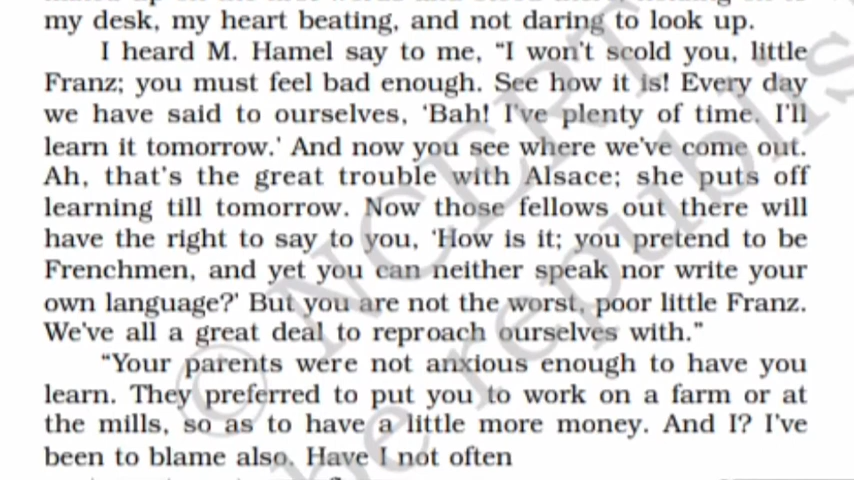 my desk, my heart beating, and not daring to look up.
I heard M. Hamel say to me, “I won't scold you, little
Franz; you must feel bad enough. See how it is! Every day
we have said to ourselves, ‘Bah! I've plenty of time. I'll
learn it tomorrow.’ And now you see where we've come out.
Ah, that's the great trouble with Alsace; she puts off
learning till tomorrow. Now those fellows out there will
have the right to say to you, ‘How is it; you pretend to be
Frenchmen, and yet you can neither speak nor write your
own language?’ But you are not the worst, poor little Franz.
We've all a great deal to reproach ourselves with.”
“Your parents were not anxious enough to have you
learn. They preferred to put you to work on a farm or at
the mills, so as to have a little more money. And I? I've
been to blame also. Have I not often
© NCERT
be republis